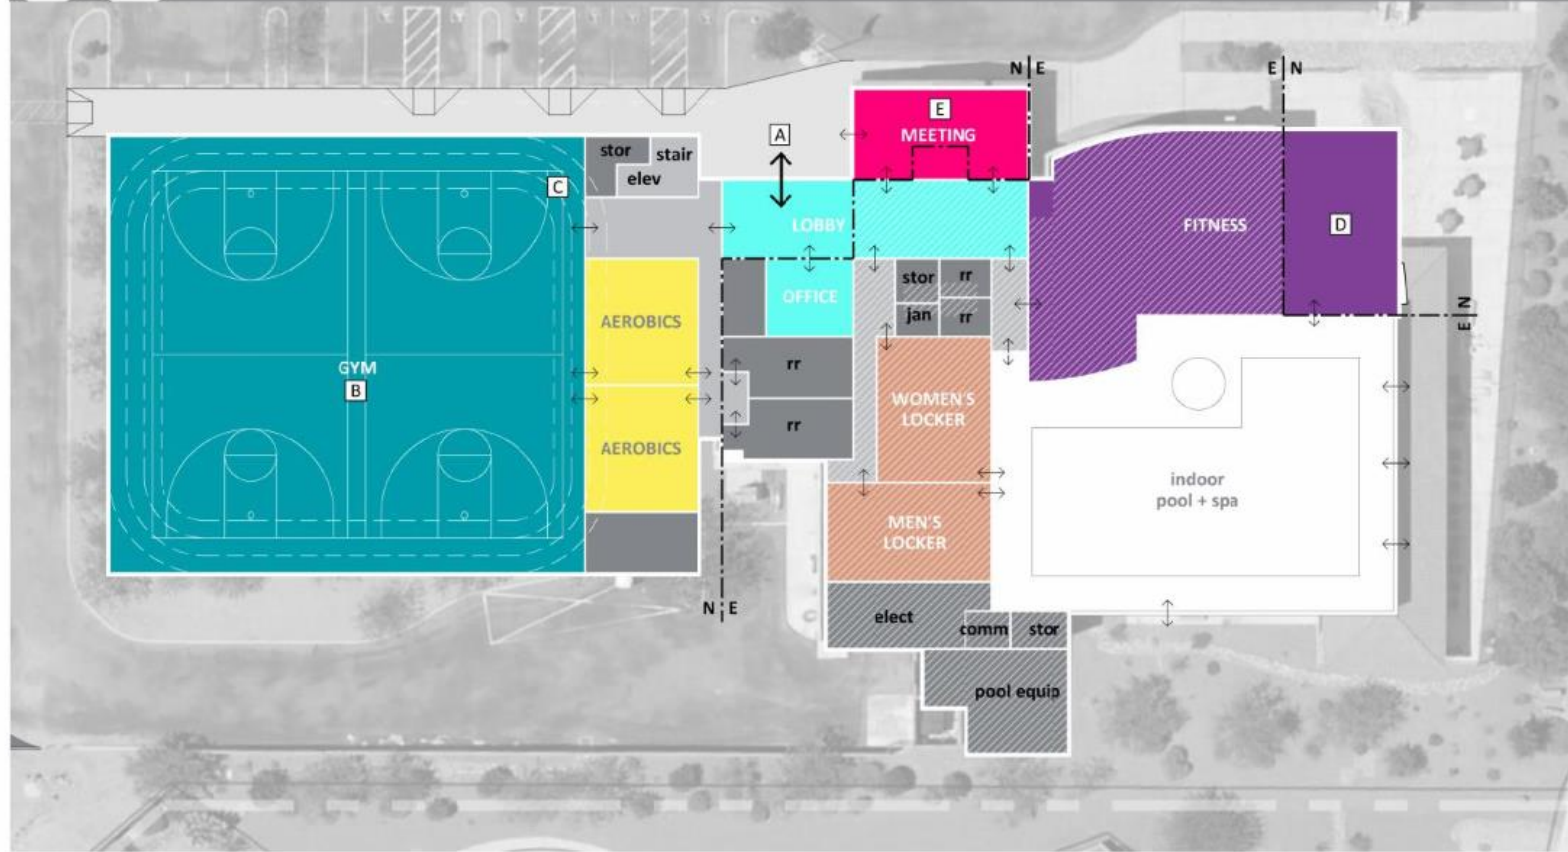 N E
E N
E
MEETING
A
stor
stair
elev
C
LOBBY
FITNESS
D
stor
rr
jan
rr
OFFICE
N
E
AEROBICS
GYM
B
rr
WOMEN'S
LOCKER
rr
AEROBICS
indoor
pool + spa
MEN'S
LOCKER
N E
elect
comm
stor
pool equip